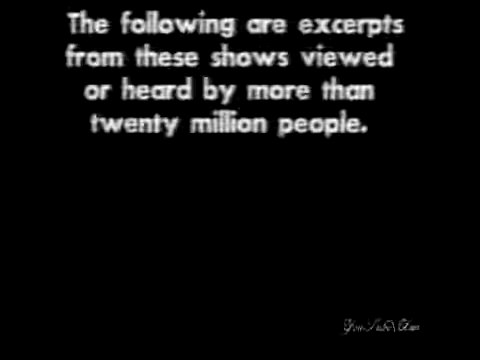 The following are excerpts
from these shows viewed
or heard by more than
twenty million people.